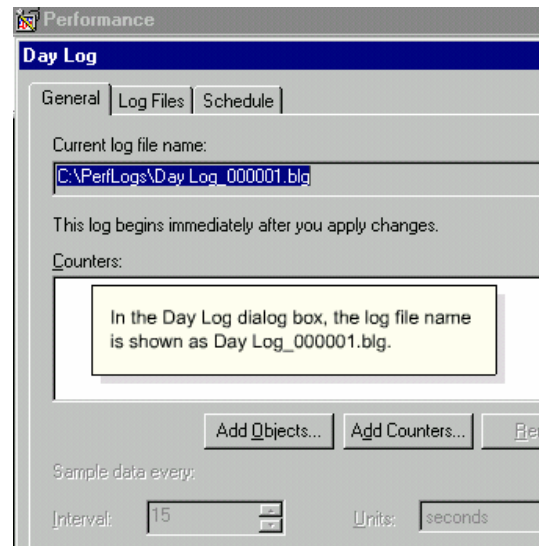 Performance
Day Log
General Log Files Schedule
Current log file name:
C:\PerfLogs\Day Log_000001.blg
This log begins immediately after you apply changes.
Counters:
In the Day Log dialog box, the log file name
is shown as Day Log_000001.blg.
Add Objects... Add Counters...
Sample data every:
Interval: 15 Units: seconds